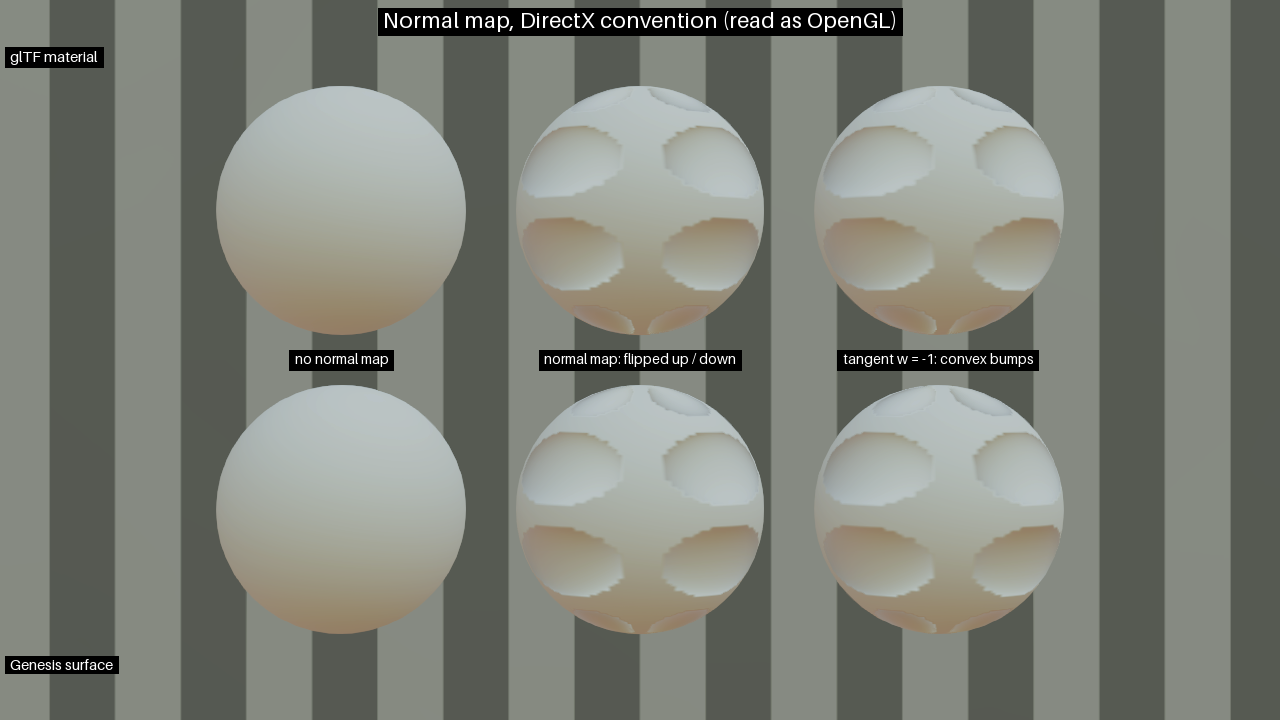 Normal map, DirectX convention (read as OpenGL)
glTF material
no normal map
normal map: flipped up / down
tangent w = -1: convex bumps
Genesis surface